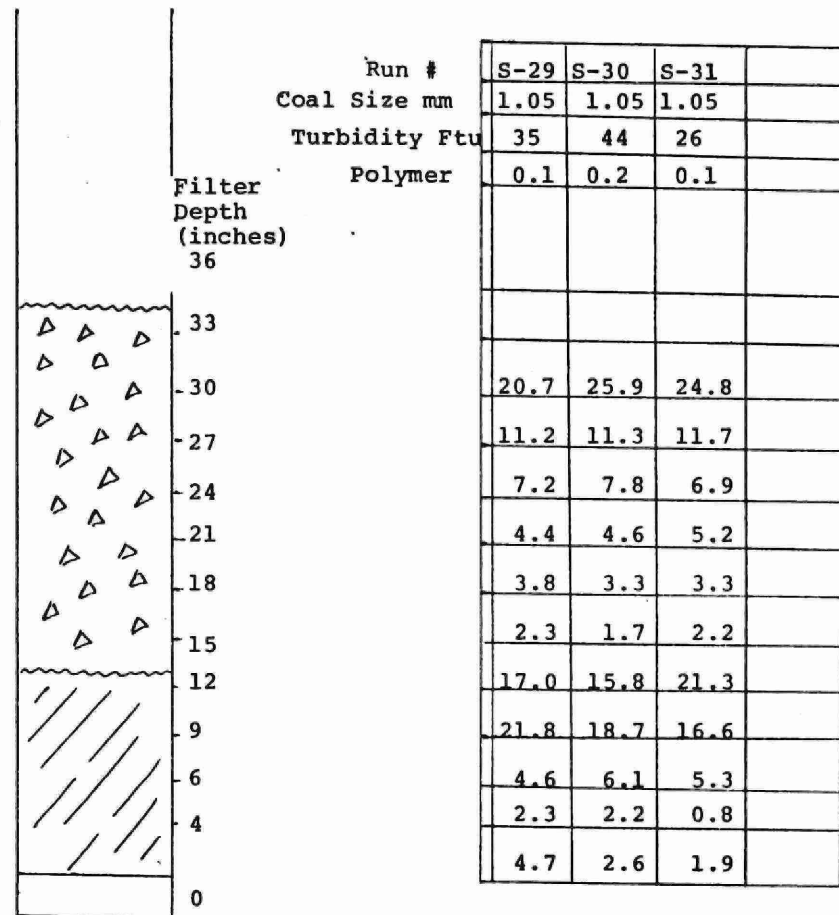 Run # S-29 S-30 S-31
Coal Size mm 1.05 1.05 1.05
Turbidity Ftu 35 44 26
Polymer 0.1 0.2 0.1
Filter
Depth
(inches)
36
33
30 20.7 25.9 24.8
27 11.2 11.3 11.7
24 7.2 7.8 6.9
21 4.4 4.6 5.2
18 3.8 3.3 3.3
15 2.3 1.7 2.2
12 17.0 15.8 21.3
9 21.8 18.7 16.6
6 4.6 6.1 5.3
4 2.3 2.2 0.8
4.7 2.6 1.9
0